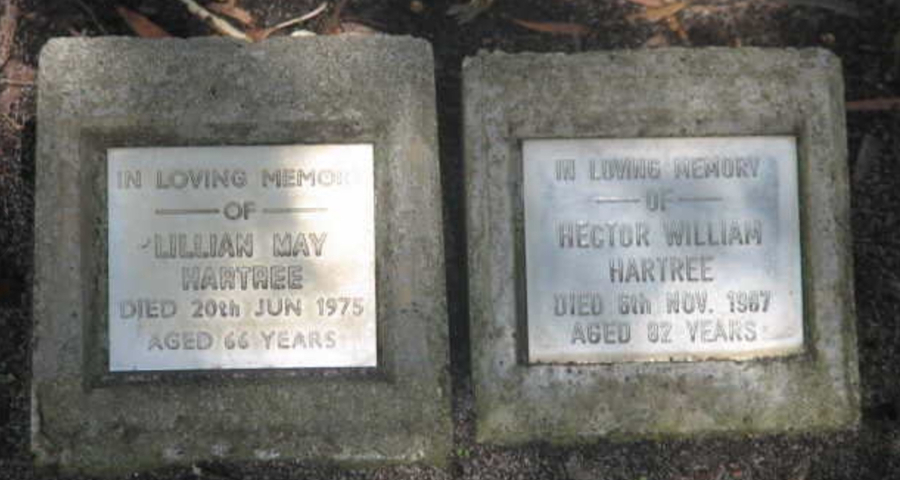 IN LOVING MEMORY
OF
LILLIAN MAY
HARTREE
DIED 20th JUN 1975
AGED 66 YEARS
IN LOVING MEMORY
OF
HECTOR WILLIAM
HARTREE
DIED 6th NOV. 1987
AGED 82 YEARS